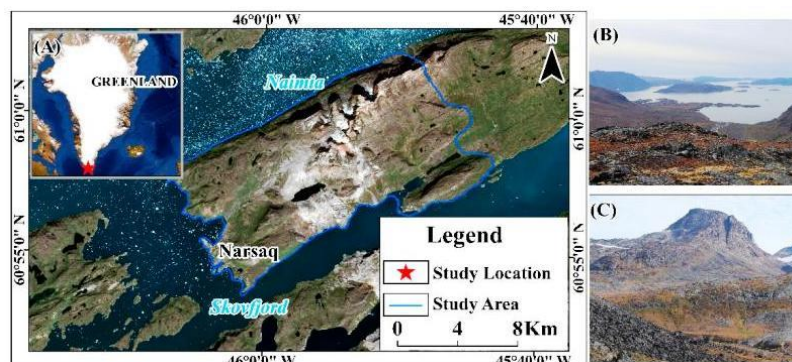 46°0'0" W
45°40'0" W
(A)
GREENLAND
Naimia
N
61°0'0" N
61°0'0" N
Narsaq
60°55'0" N
60°55'0" N
Skovfjord
Legend
Study Location
Study Area
0 4 8Km
46°0'0" W
45°40'0" W
(B)
(C)